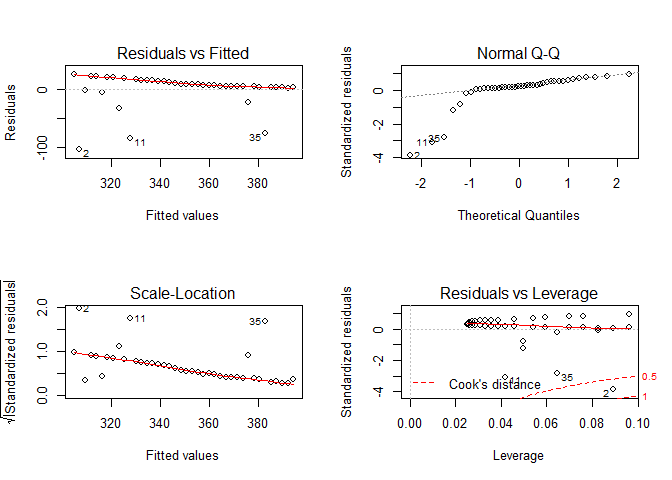 Residuals vs Fitted
Residuals
0
-100
2
11
35
320 340 360 380
Fitted values
Normal Q-Q
Standardized residuals
0
-2
-4
2
11
35
-2 -1 0 1 2
Theoretical Quantiles
Scale-Location
√|Standardized residuals|
2.0
1.0
0.0
2
11
35
320 340 360 380
Fitted values
Residuals vs Leverage
Standardized residuals
0
-2
-4
Cook's distance
11
35
2
0.5
1
0.00 0.02 0.04 0.06 0.08 0.10
Leverage